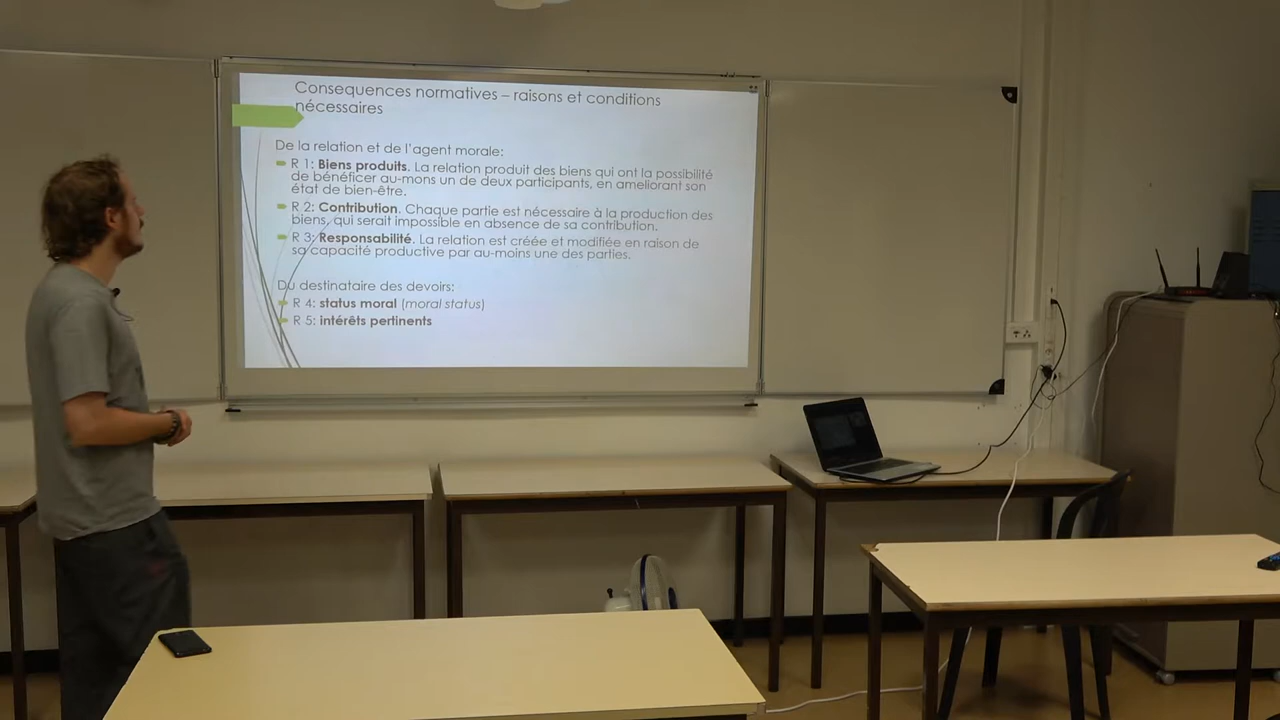 Consequences normatives – raisons et conditions
nécessaires
De la relation et de l'agent morale:
R 1: Biens produits. La relation produit des biens qui ont la possibilité
de bénéficer au-mons un de deux participants, en ameliorant son
état de bien-être.
R 2: Contribution. Chaque partie est nécessaire à la production des
biens, qui serait impossible en absence de sa contribution.
R 3: Responsabilité. La relation est créée et modifiée en raison de
sa capacité productive par au-moins une des parties.
Du destinataire des devoirs:
R 4: status moral (moral status)
R 5: intérêts pertinents